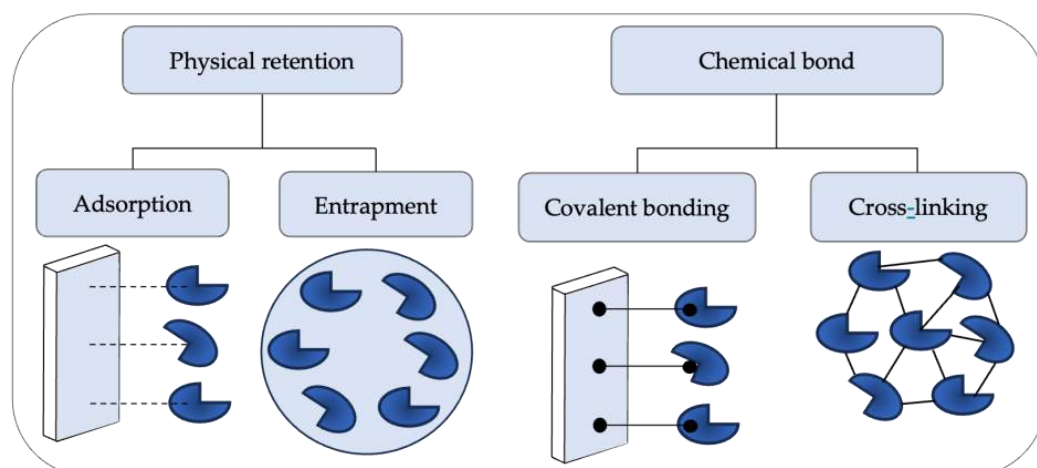 Physical retention
Chemical bond
Adsorption
Entrapment
Covalent bonding
Cross-linking